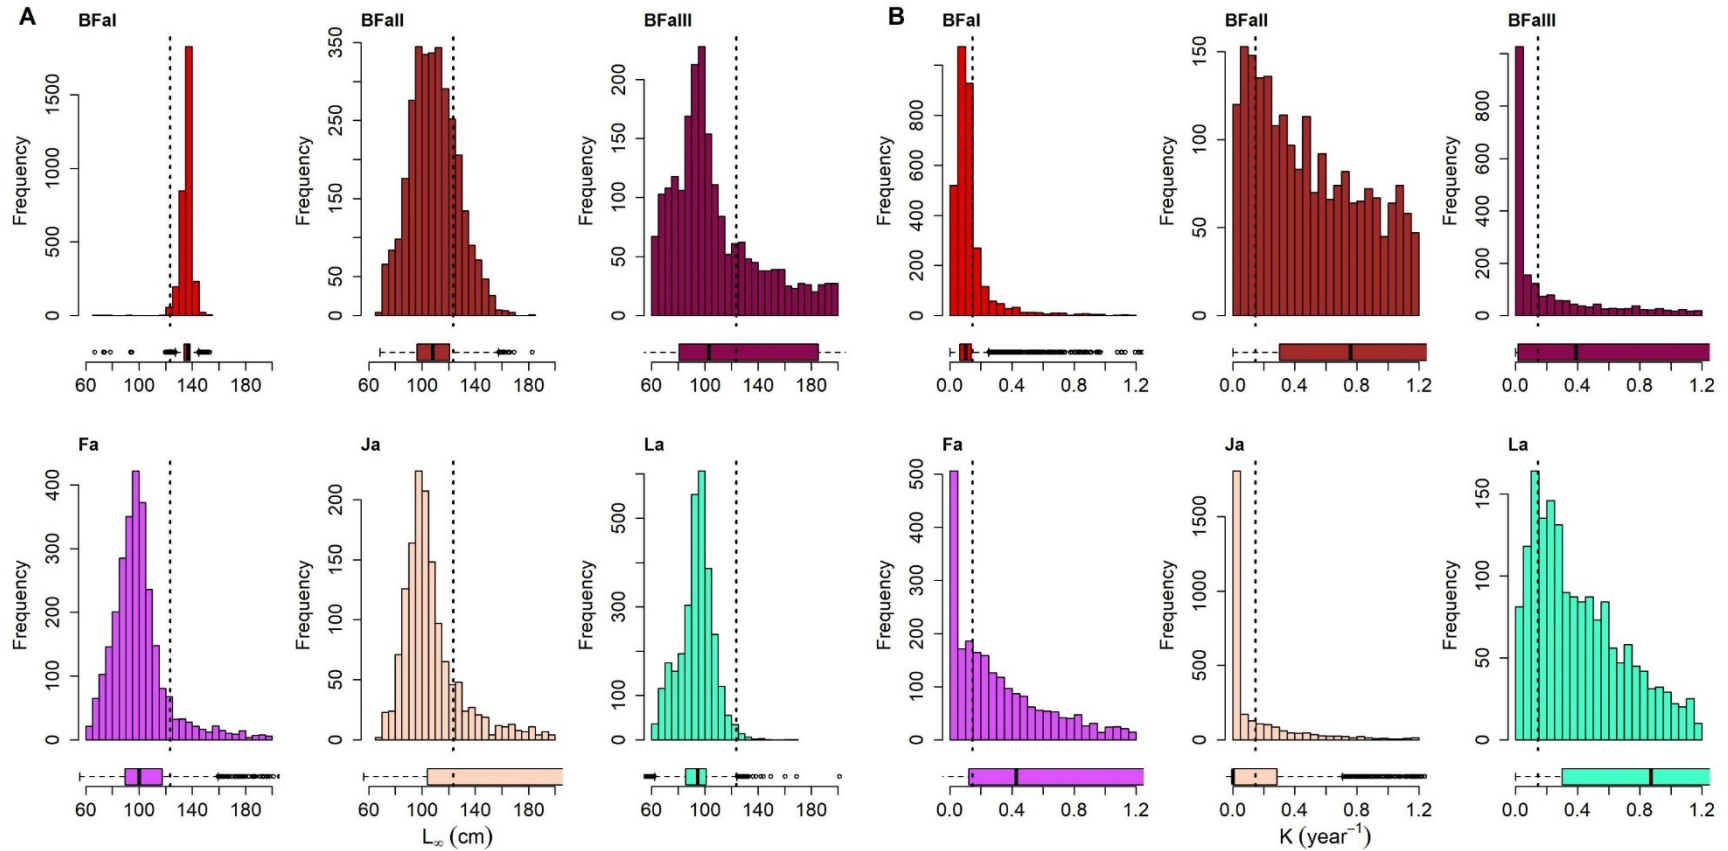 A
B
BFaI
BFaII
BFaIII
BFaI
BFaII
BFaIII
Frequency
0 500 1000 1500
Frequency
0 50 150 250 350
Frequency
0 50 100 150 200
Frequency
0 200 400 600 800
Frequency
0 50 100 150
Frequency
0 200 400 600 800
60 100 140 180
60 100 140 180
60 100 140 180
0.0 0.4 0.8 1.2
0.0 0.4 0.8 1.2
0.0 0.4 0.8 1.2
Fa
Ja
La
Fa
Ja
La
Frequency
0 100 200 300 400
Frequency
0 50 100 150 200
Frequency
0 100 300 500
Frequency
0 100 200 300 400 500
Frequency
0 500 1000 1500
Frequency
0 50 100 150
60 100 140 180
60 100 140 180
60 100 140 180
0.0 0.4 0.8 1.2
0.0 0.4 0.8 1.2
0.0 0.4 0.8 1.2
L∞ (cm)
K (year⁻¹)